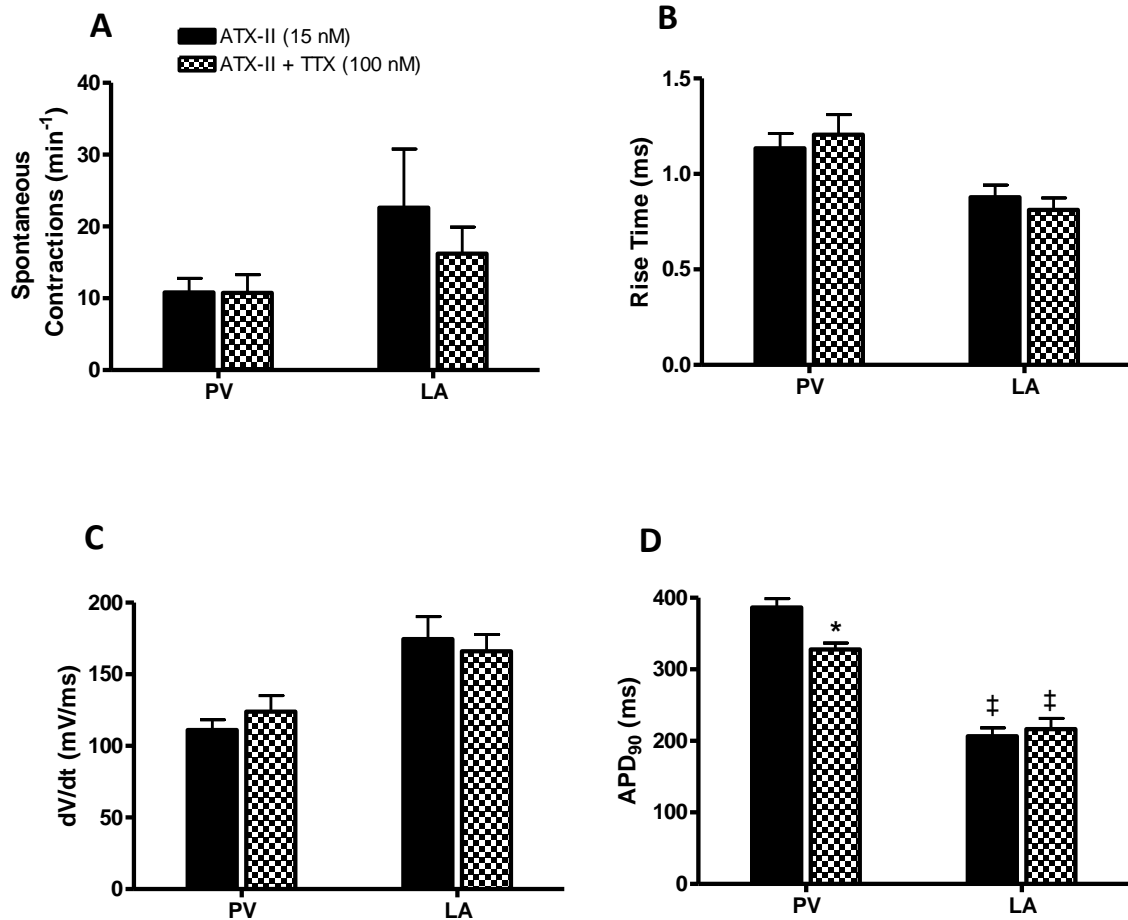 A
ATX-II (15 nM)
ATX-II + TTX (100 nM)
Spontaneous
Contractions (min⁻¹)
40
30
20
10
0
PV LA
B
Rise Time (ms)
1.5
1.0
0.5
0.0
PV LA
C
dV/dt (mV/ms)
200
150
100
50
0
PV LA
D
APD₉₀ (ms)
400
300
200
100
0
*
‡ ‡
PV LA